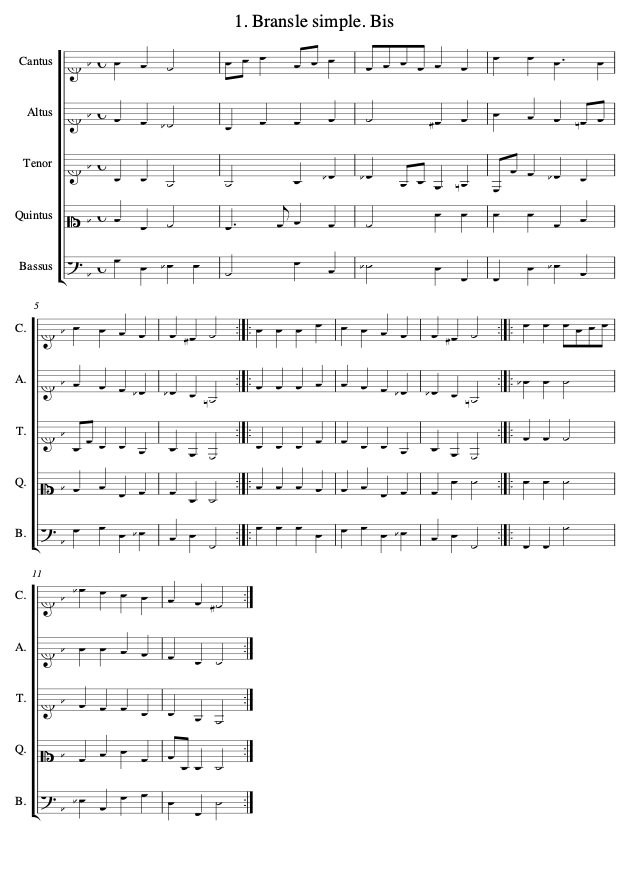 1. Bransle simple. Bis
Cantus
Altus
Tenor
Quintus
Bassus
5
C.
A.
T.
Q.
B.
11
C.
A.
T.
Q.
B.